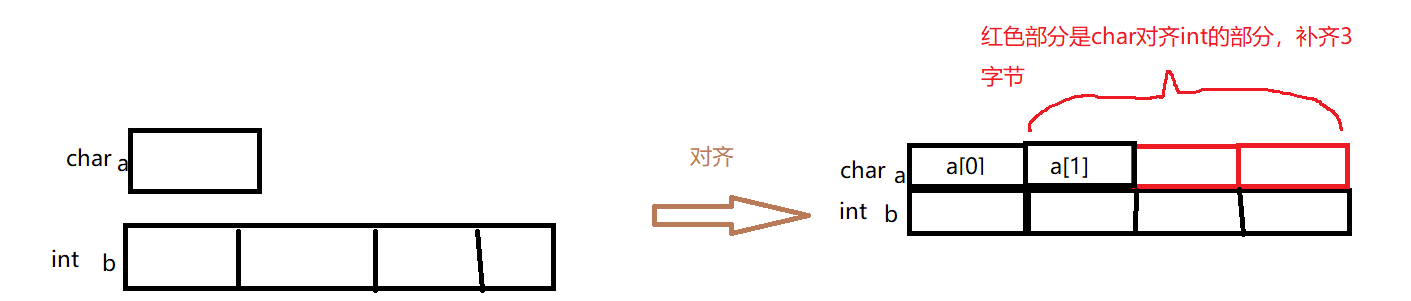 红色部分是char对齐int的部分，补齐3
字节
对齐
char a
int b
char a a[0] a[1]
int b